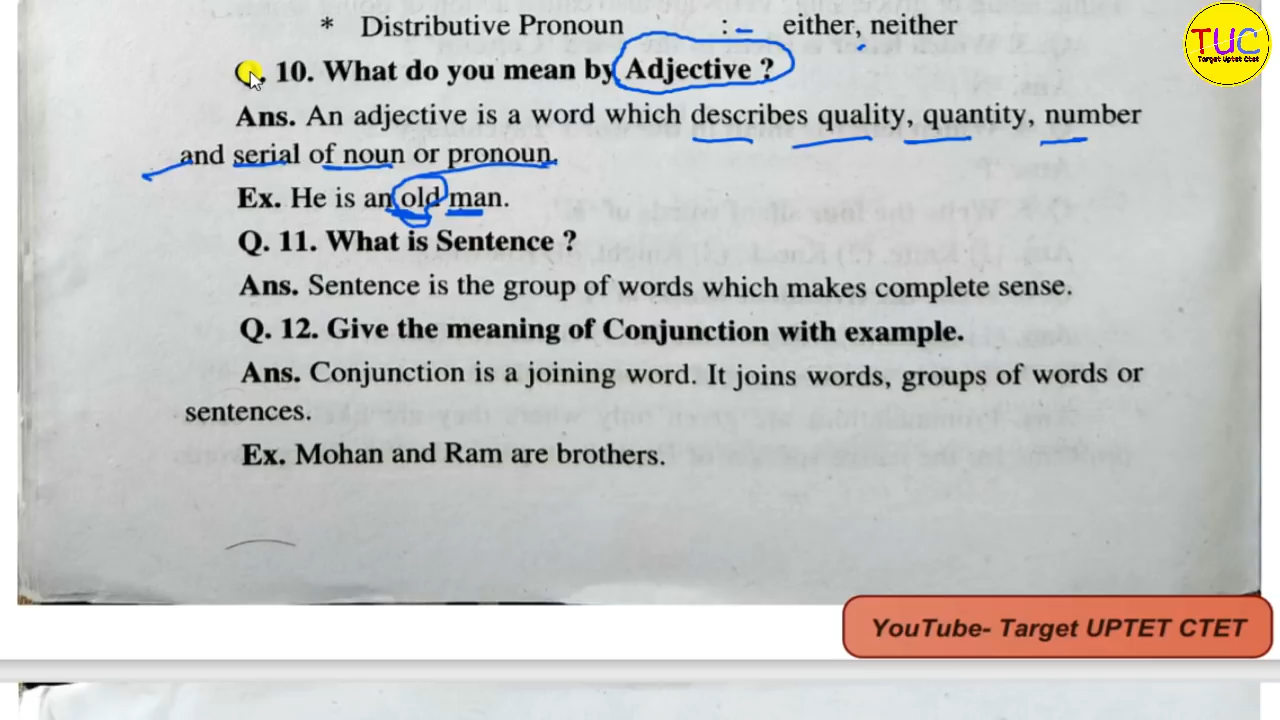 * Distributive Pronoun :- either, neither
TUC
Target Uptet Ctet
Q. 10. What do you mean by Adjective ?
Ans. An adjective is a word which describes quality, quantity, number
and serial of noun or pronoun.
Ex. He is an old man.
Q. 11. What is Sentence ?
Ans. Sentence is the group of words which makes complete sense.
Q. 12. Give the meaning of Conjunction with example.
Ans. Conjunction is a joining word. It joins words, groups of words or
sentences.
Ex. Mohan and Ram are brothers.
YouTube- Target UPTET CTET